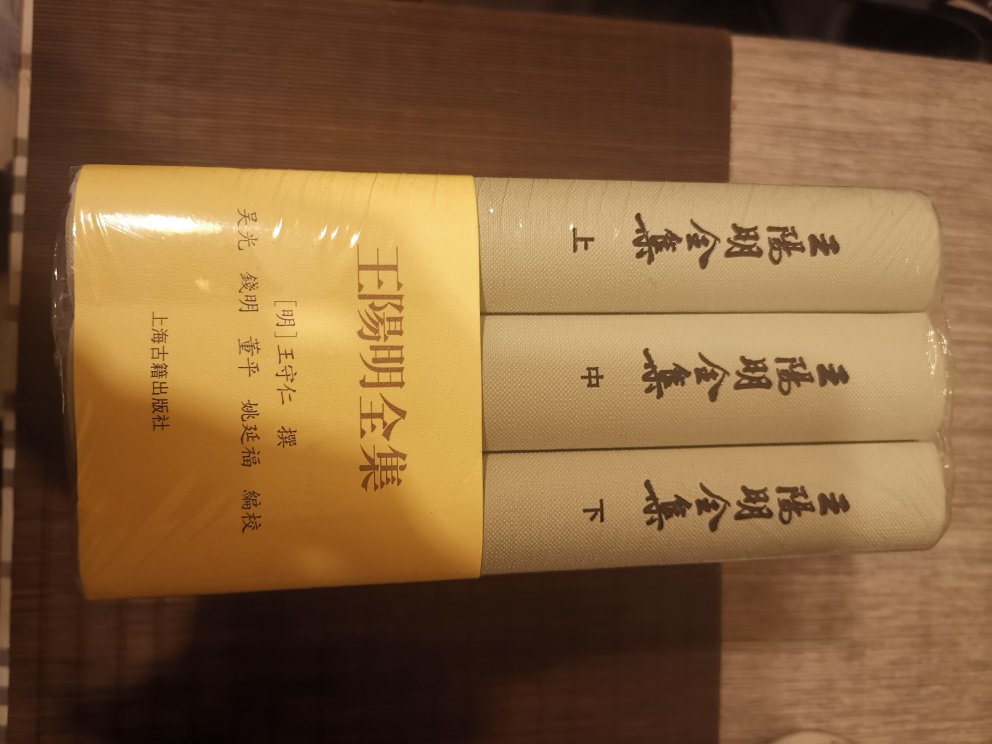 王陽明全集
上
王陽明全集
中
王陽明全集
下
王陽明全集
[明]王守仁 撰
吴光 錢明 董平 姚延福 編校
上海古籍出版社